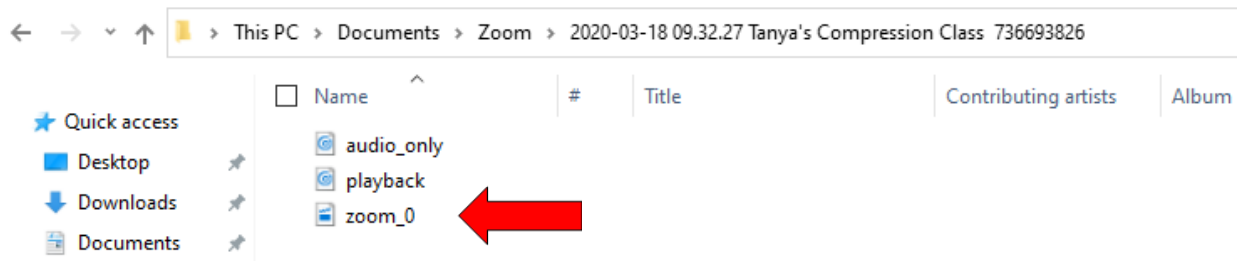 This PC > Documents > Zoom > 2020-03-18 09.32.27 Tanya's Compression Class 736693826
Name # Title Contributing artists Album
Quick access
Desktop
Downloads
Documents
audio_only
playback
zoom_0